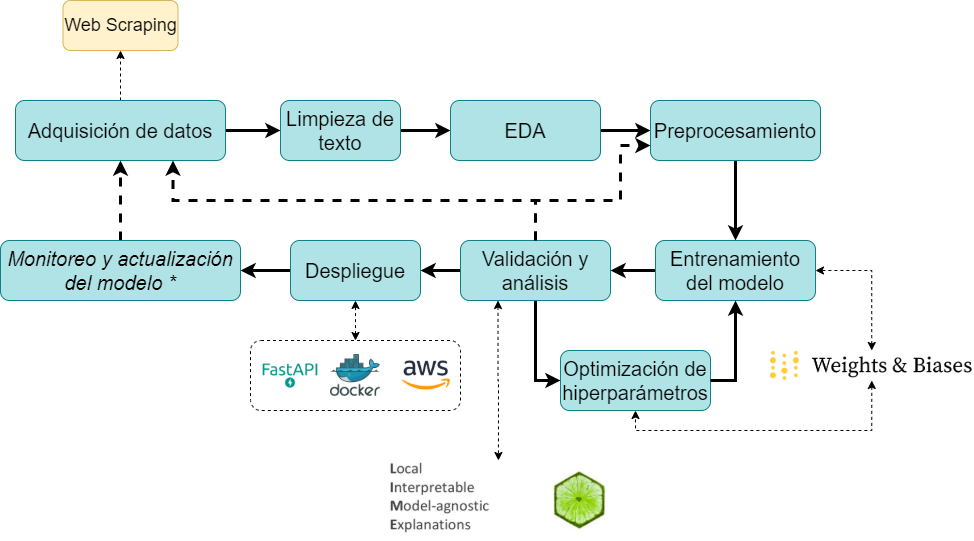 Web Scraping
Adquisición de datos
Limpieza de
texto
EDA
Preprocesamiento
Monitoreo y actualización
del modelo *
Despliegue
Validación y
análisis
Entrenamiento
del modelo
FastAPI
docker
aws
Optimización de
hiperparámetros
Weights & Biases
Local
Interpretable
Model-agnostic
Explanations